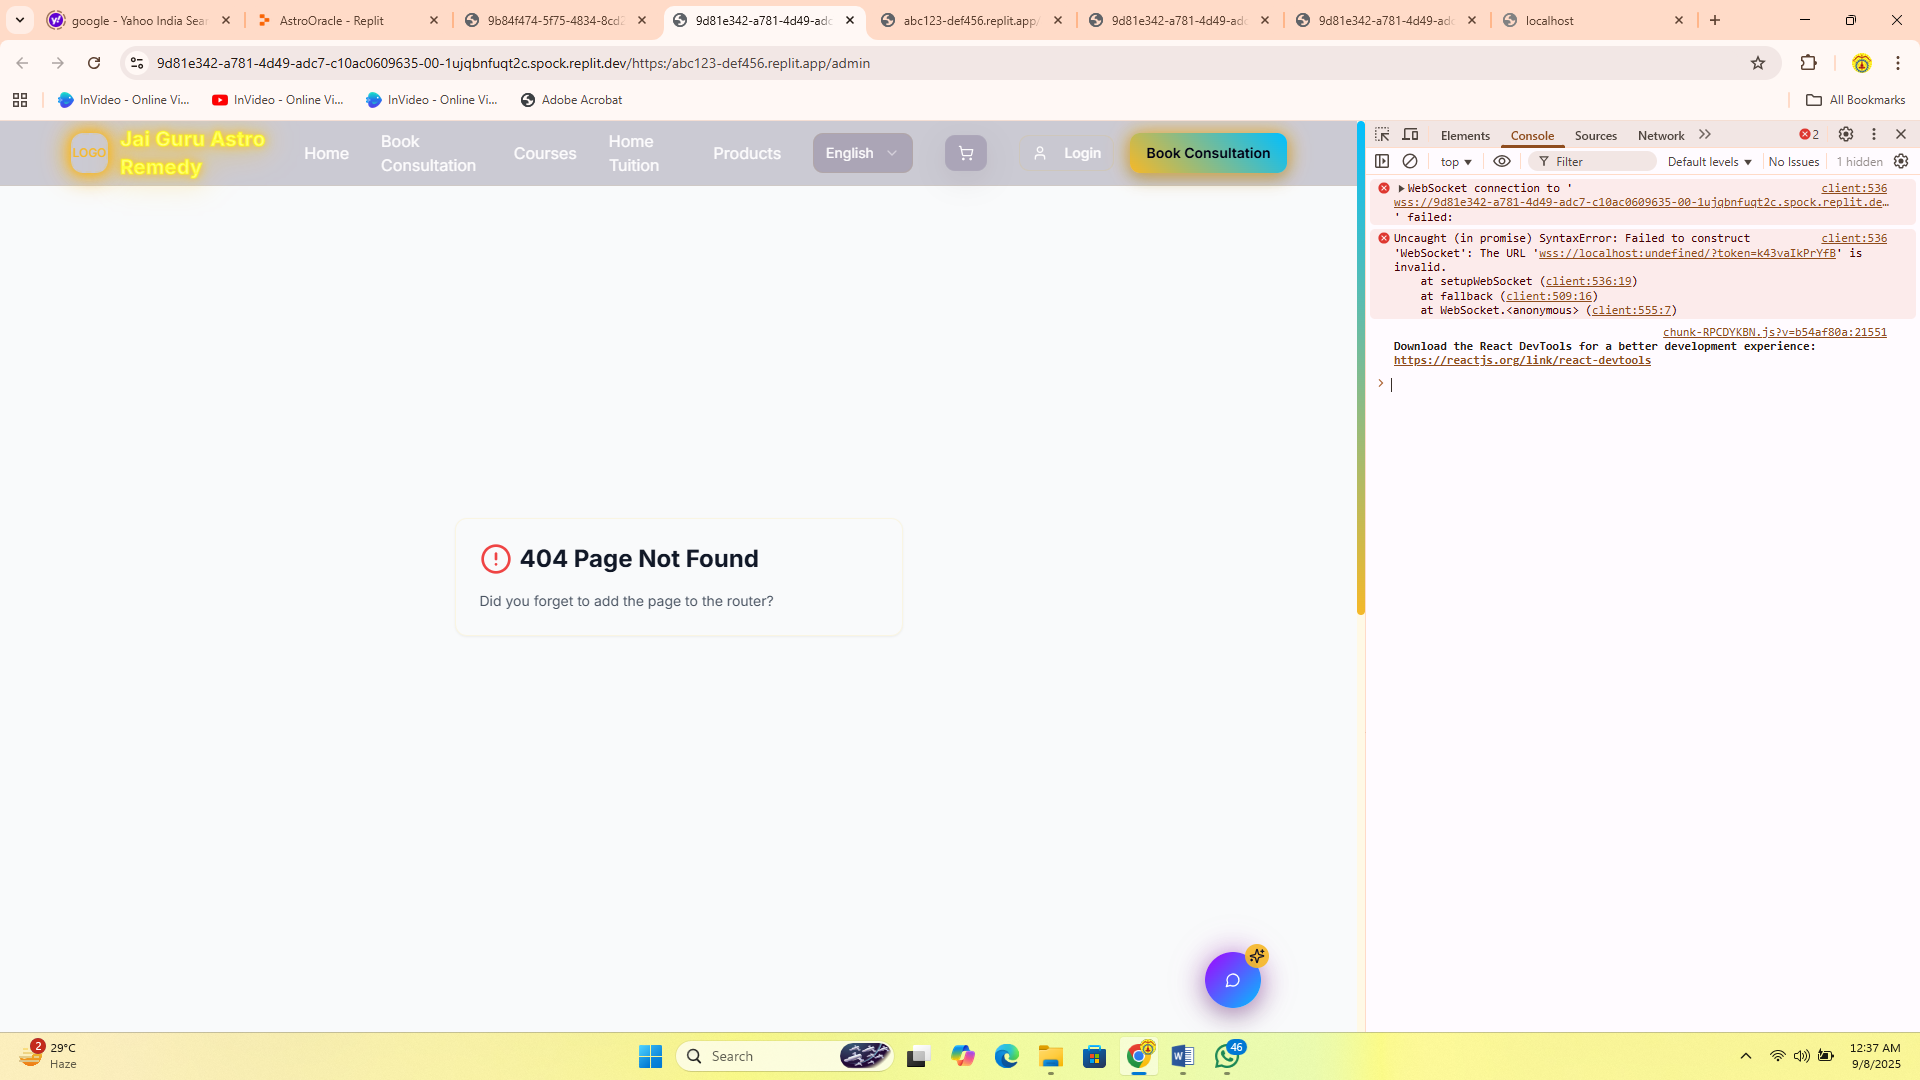 google - Yahoo India Sea
AstroOracle - Replit
9b84f474-5f75-4834-8cd2
9d81e342-a781-4d49-adc
abc123-def456.replit.app/
9d81e342-a781-4d49-adc
9d81e342-a781-4d49-adc
localhost
9d81e342-a781-4d49-adc7-c10ac0609635-00-1ujqbnfuqt2c.spock.replit.dev/https:/abc123-def456.replit.app/admin
InVideo - Online Vi...
InVideo - Online Vi...
InVideo - Online Vi...
Adobe Acrobat
All Bookmarks
LOGO
Jai Guru Astro
Remedy
Home
Book
Consultation
Courses
Home
Tuition
Products
English
Login
Book Consultation
404 Page Not Found
Did you forget to add the page to the router?
Elements
Console
Sources
Network
2
top
Filter
Default levels
No Issues
1 hidden
WebSocket connection to '
client:536
wss://9d81e342-a781-4d49-adc7-c10ac0609635-00-1ujqbnfuqt2c.spock.replit.de…
' failed:
Uncaught (in promise) SyntaxError: Failed to construct
client:536
'WebSocket': The URL 'wss://localhost:undefined/?token=k43vaIkPrYfB' is
invalid.
at setupWebSocket (client:536:19)
at fallback (client:509:16)
at WebSocket.<anonymous> (client:555:7)
chunk-RPCDYKBN.js?v=b54af80a:21551
Download the React DevTools for a better development experience:
https://reactjs.org/link/react-devtools
2
29°C
Haze
Search
46
12:37 AM
9/8/2025